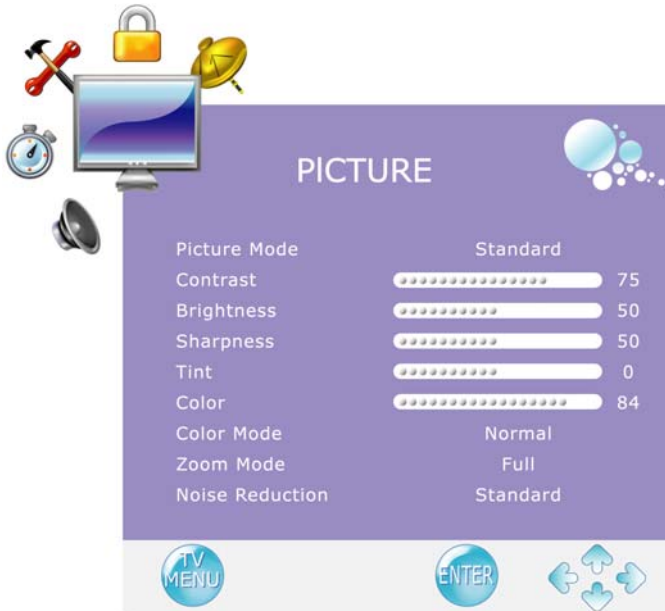 PICTURE
Picture Mode Standard
Contrast 75
Brightness 50
Sharpness 50
Tint 0
Color 84
Color Mode Normal
Zoom Mode Full
Noise Reduction Standard
TV
MENU ENTER